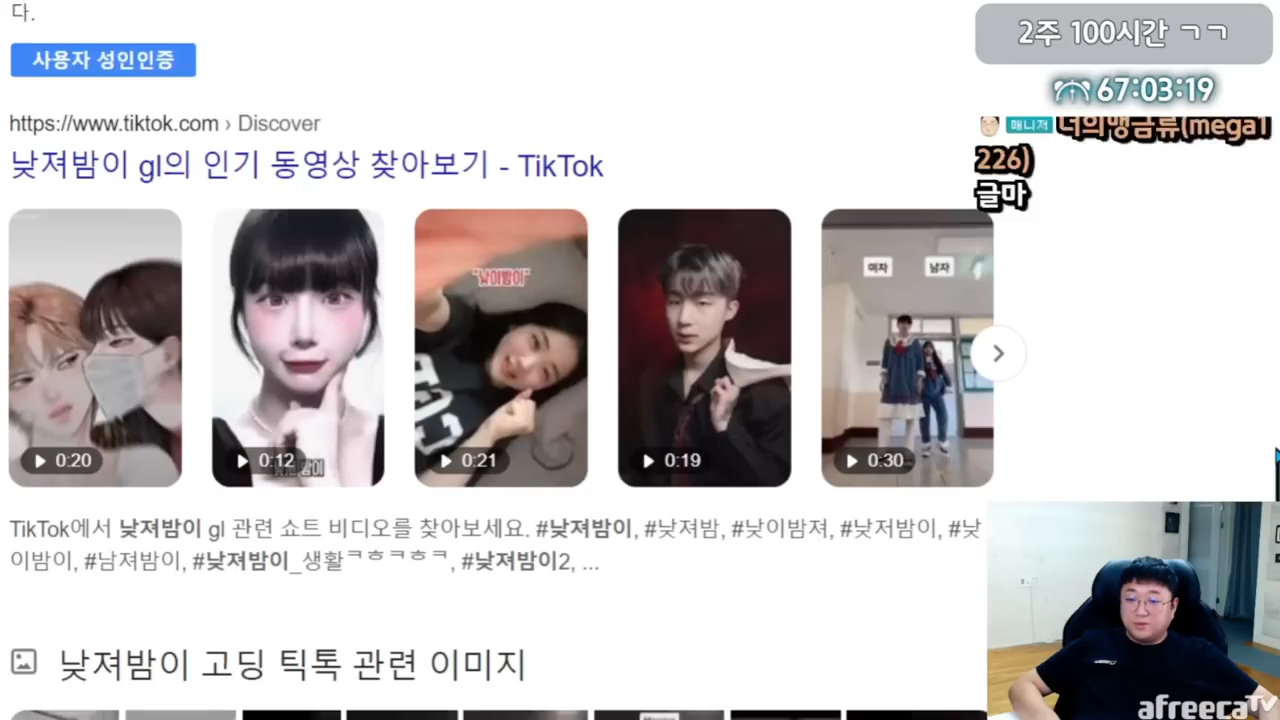 다.
사용자 성인인증
https://www.tiktok.com › Discover
낮져밤이 gl의 인기 동영상 찾아보기 - TikTok
"낮이밤이"
여자 남자
0:20
0:12
0:21
0:19
0:30
TikTok에서 낮져밤이 gl 관련 쇼트 비디오를 찾아보세요. #낮져밤이, #낮져밤, #낮이밤져, #낮저밤이, #낮
이밤이, #남져밤이, #낮져밤이_생활ᄏᄒᄏᄒᄏ, #낮져밤이2, ...
낮져밤이 고딩 틱톡 관련 이미지
2주 100시간 ㄱㄱ
67:03:19
매니저 너의맹금류(mega1
226)
글마
afreecaTV